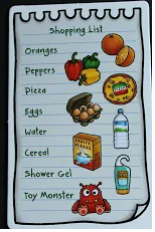 Shopping List
Oranges
Peppers
Pizza
Eggs
Water
Cereal
Shower Gel
Toy Monster